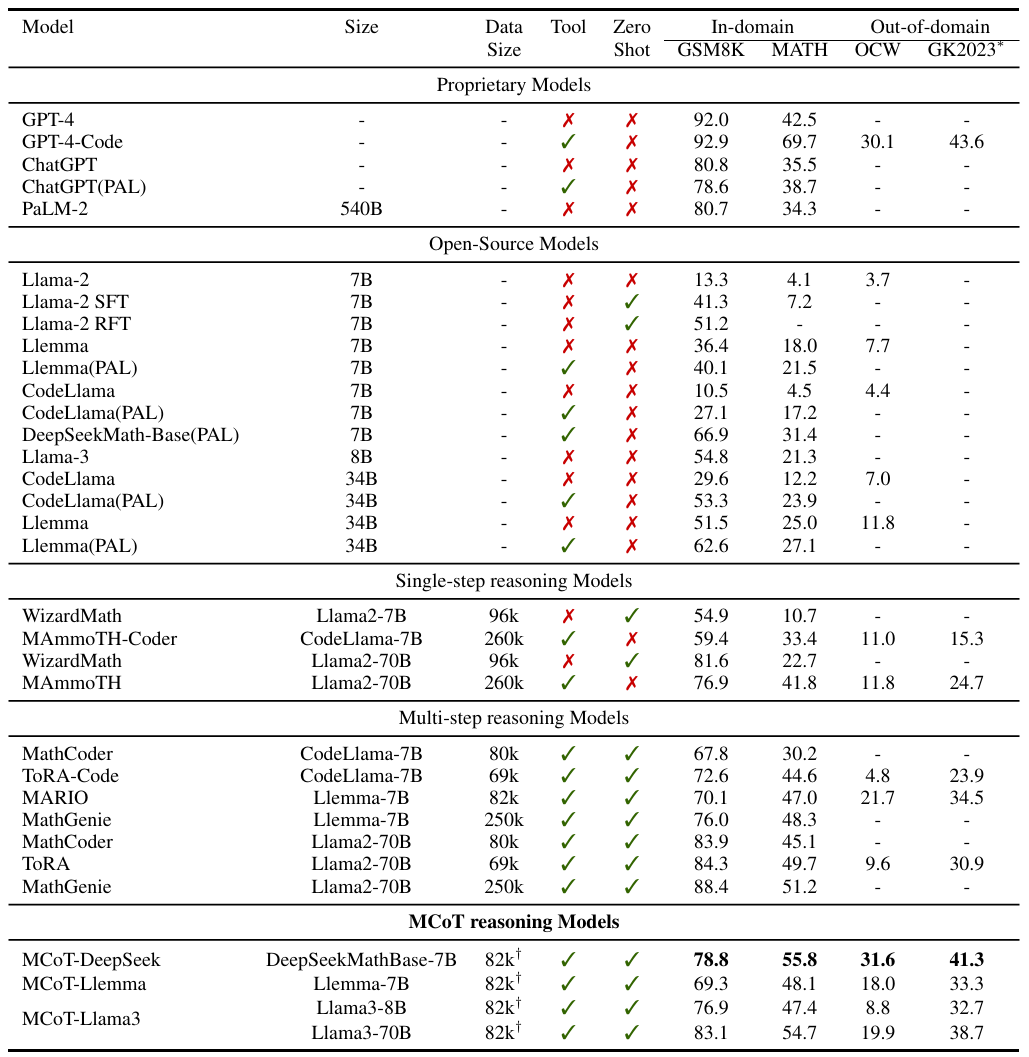 Model Size Data Tool Zero In-domain Out-of-domain
Size Shot GSM8K MATH OCW GK2023*
Proprietary Models
GPT-4 - - ✗ ✗ 92.0 42.5 - -
GPT-4-Code - - ✓ ✗ 92.9 69.7 30.1 43.6
ChatGPT - - ✗ ✗ 80.8 35.5 - -
ChatGPT(PAL) - - ✓ ✗ 78.6 38.7 - -
PaLM-2 540B - ✗ ✗ 80.7 34.3 - -
Open-Source Models
Llama-2 7B - ✗ ✗ 13.3 4.1 3.7 -
Llama-2 SFT 7B - ✗ ✓ 41.3 7.2 - -
Llama-2 RFT 7B - ✗ ✓ 51.2 - - -
Llemma 7B - ✗ ✗ 36.4 18.0 7.7 -
Llemma(PAL) 7B - ✓ ✗ 40.1 21.5 - -
CodeLlama 7B - ✗ ✗ 10.5 4.5 4.4 -
CodeLlama(PAL) 7B - ✓ ✗ 27.1 17.2 - -
DeepSeekMath-Base(PAL) 7B - ✓ ✗ 66.9 31.4 - -
Llama-3 8B - ✗ ✗ 54.8 21.3 - -
CodeLlama 34B - ✗ ✗ 29.6 12.2 7.0 -
CodeLlama(PAL) 34B - ✓ ✗ 53.3 23.9 - -
Llemma 34B - ✗ ✗ 51.5 25.0 11.8 -
Llemma(PAL) 34B - ✓ ✗ 62.6 27.1 - -
Single-step reasoning Models
WizardMath Llama2-7B 96k ✗ ✓ 54.9 10.7 - -
MAmmoTH-Coder CodeLlama-7B 260k ✓ ✗ 59.4 33.4 11.0 15.3
WizardMath Llama2-70B 96k ✗ ✓ 81.6 22.7 - -
MAmmoTH Llama2-70B 260k ✓ ✗ 76.9 41.8 11.8 24.7
Multi-step reasoning Models
MathCoder CodeLlama-7B 80k ✓ ✓ 67.8 30.2 - -
ToRA-Code CodeLlama-7B 69k ✓ ✓ 72.6 44.6 4.8 23.9
MARIO Llemma-7B 82k ✓ ✓ 70.1 47.0 21.7 34.5
MathGenie Llemma-7B 250k ✓ ✓ 76.0 48.3 - -
MathCoder Llama2-70B 80k ✓ ✓ 83.9 45.1 - -
ToRA Llama2-70B 69k ✓ ✓ 84.3 49.7 9.6 30.9
MathGenie Llama2-70B 250k ✓ ✓ 88.4 51.2 - -
MCoT reasoning Models
MCoT-DeepSeek DeepSeekMathBase-7B 82k† ✓ ✓ 78.8 55.8 31.6 41.3
MCoT-Llemma Llemma-7B 82k† ✓ ✓ 69.3 48.1 18.0 33.3
MCoT-Llama3 Llama3-8B 82k† ✓ ✓ 76.9 47.4 8.8 32.7
Llama3-70B 82k† ✓ ✓ 83.1 54.7 19.9 38.7